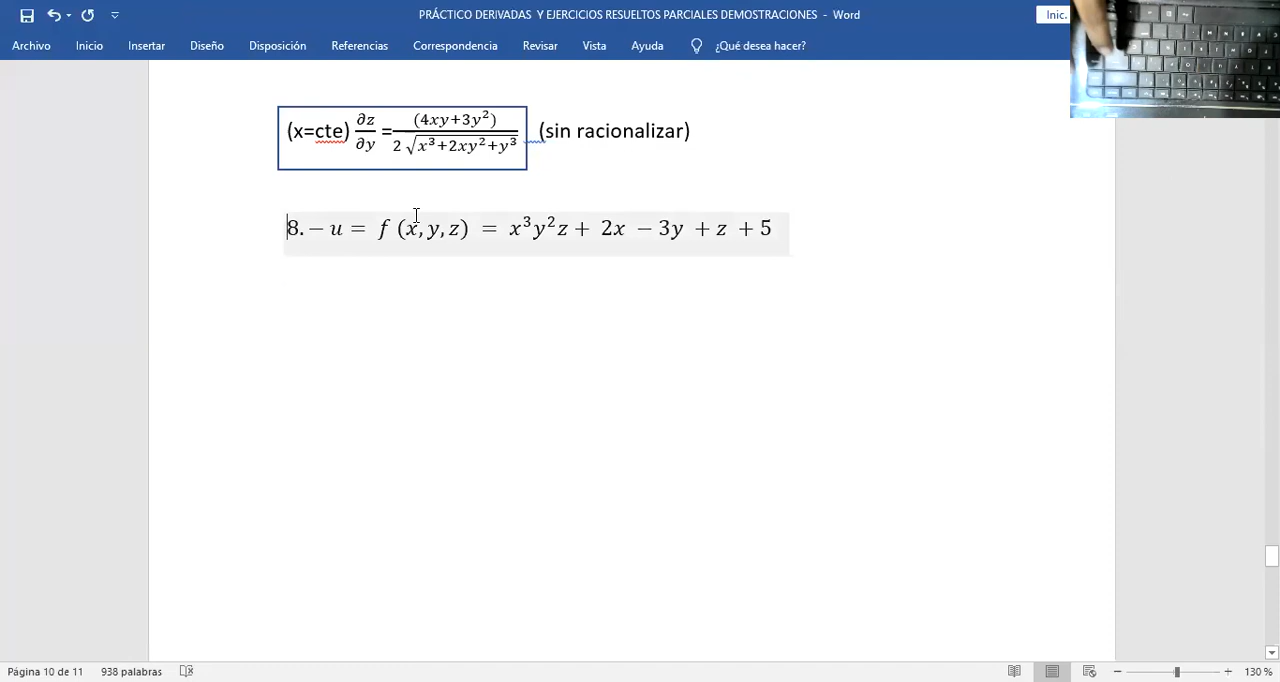 PRÁCTICO DERIVADAS Y EJERCICIOS RESUELTOS PARCIALES DEMOSTRACIONES - Word
Inic.
Archivo Inicio Insertar Diseño Disposición Referencias Correspondencia Revisar Vista Ayuda ¿Qué desea hacer?
(x=cte) ∂z/∂y = (4xy+3y²)/(2 √(x³+2xy²+y³)) (sin racionalizar)
8. − u = f (x, y, z) = x³y²z + 2x − 3y + z + 5
Página 10 de 11 938 palabras
130 %